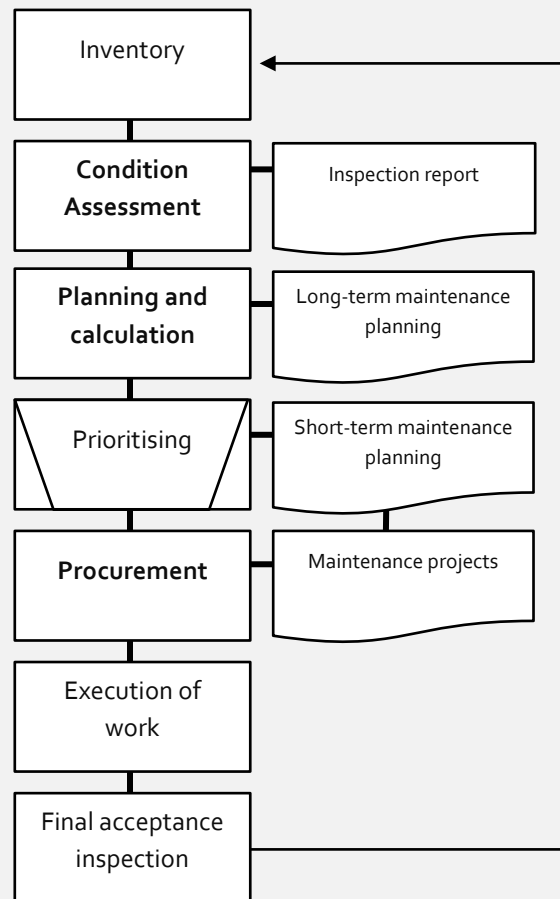 Inventory
Condition
Assessment
Inspection report
Planning and
calculation
Long-term maintenance
planning
Prioritising
Short-term maintenance
planning
Procurement
Maintenance projects
Execution of
work
Final acceptance
inspection